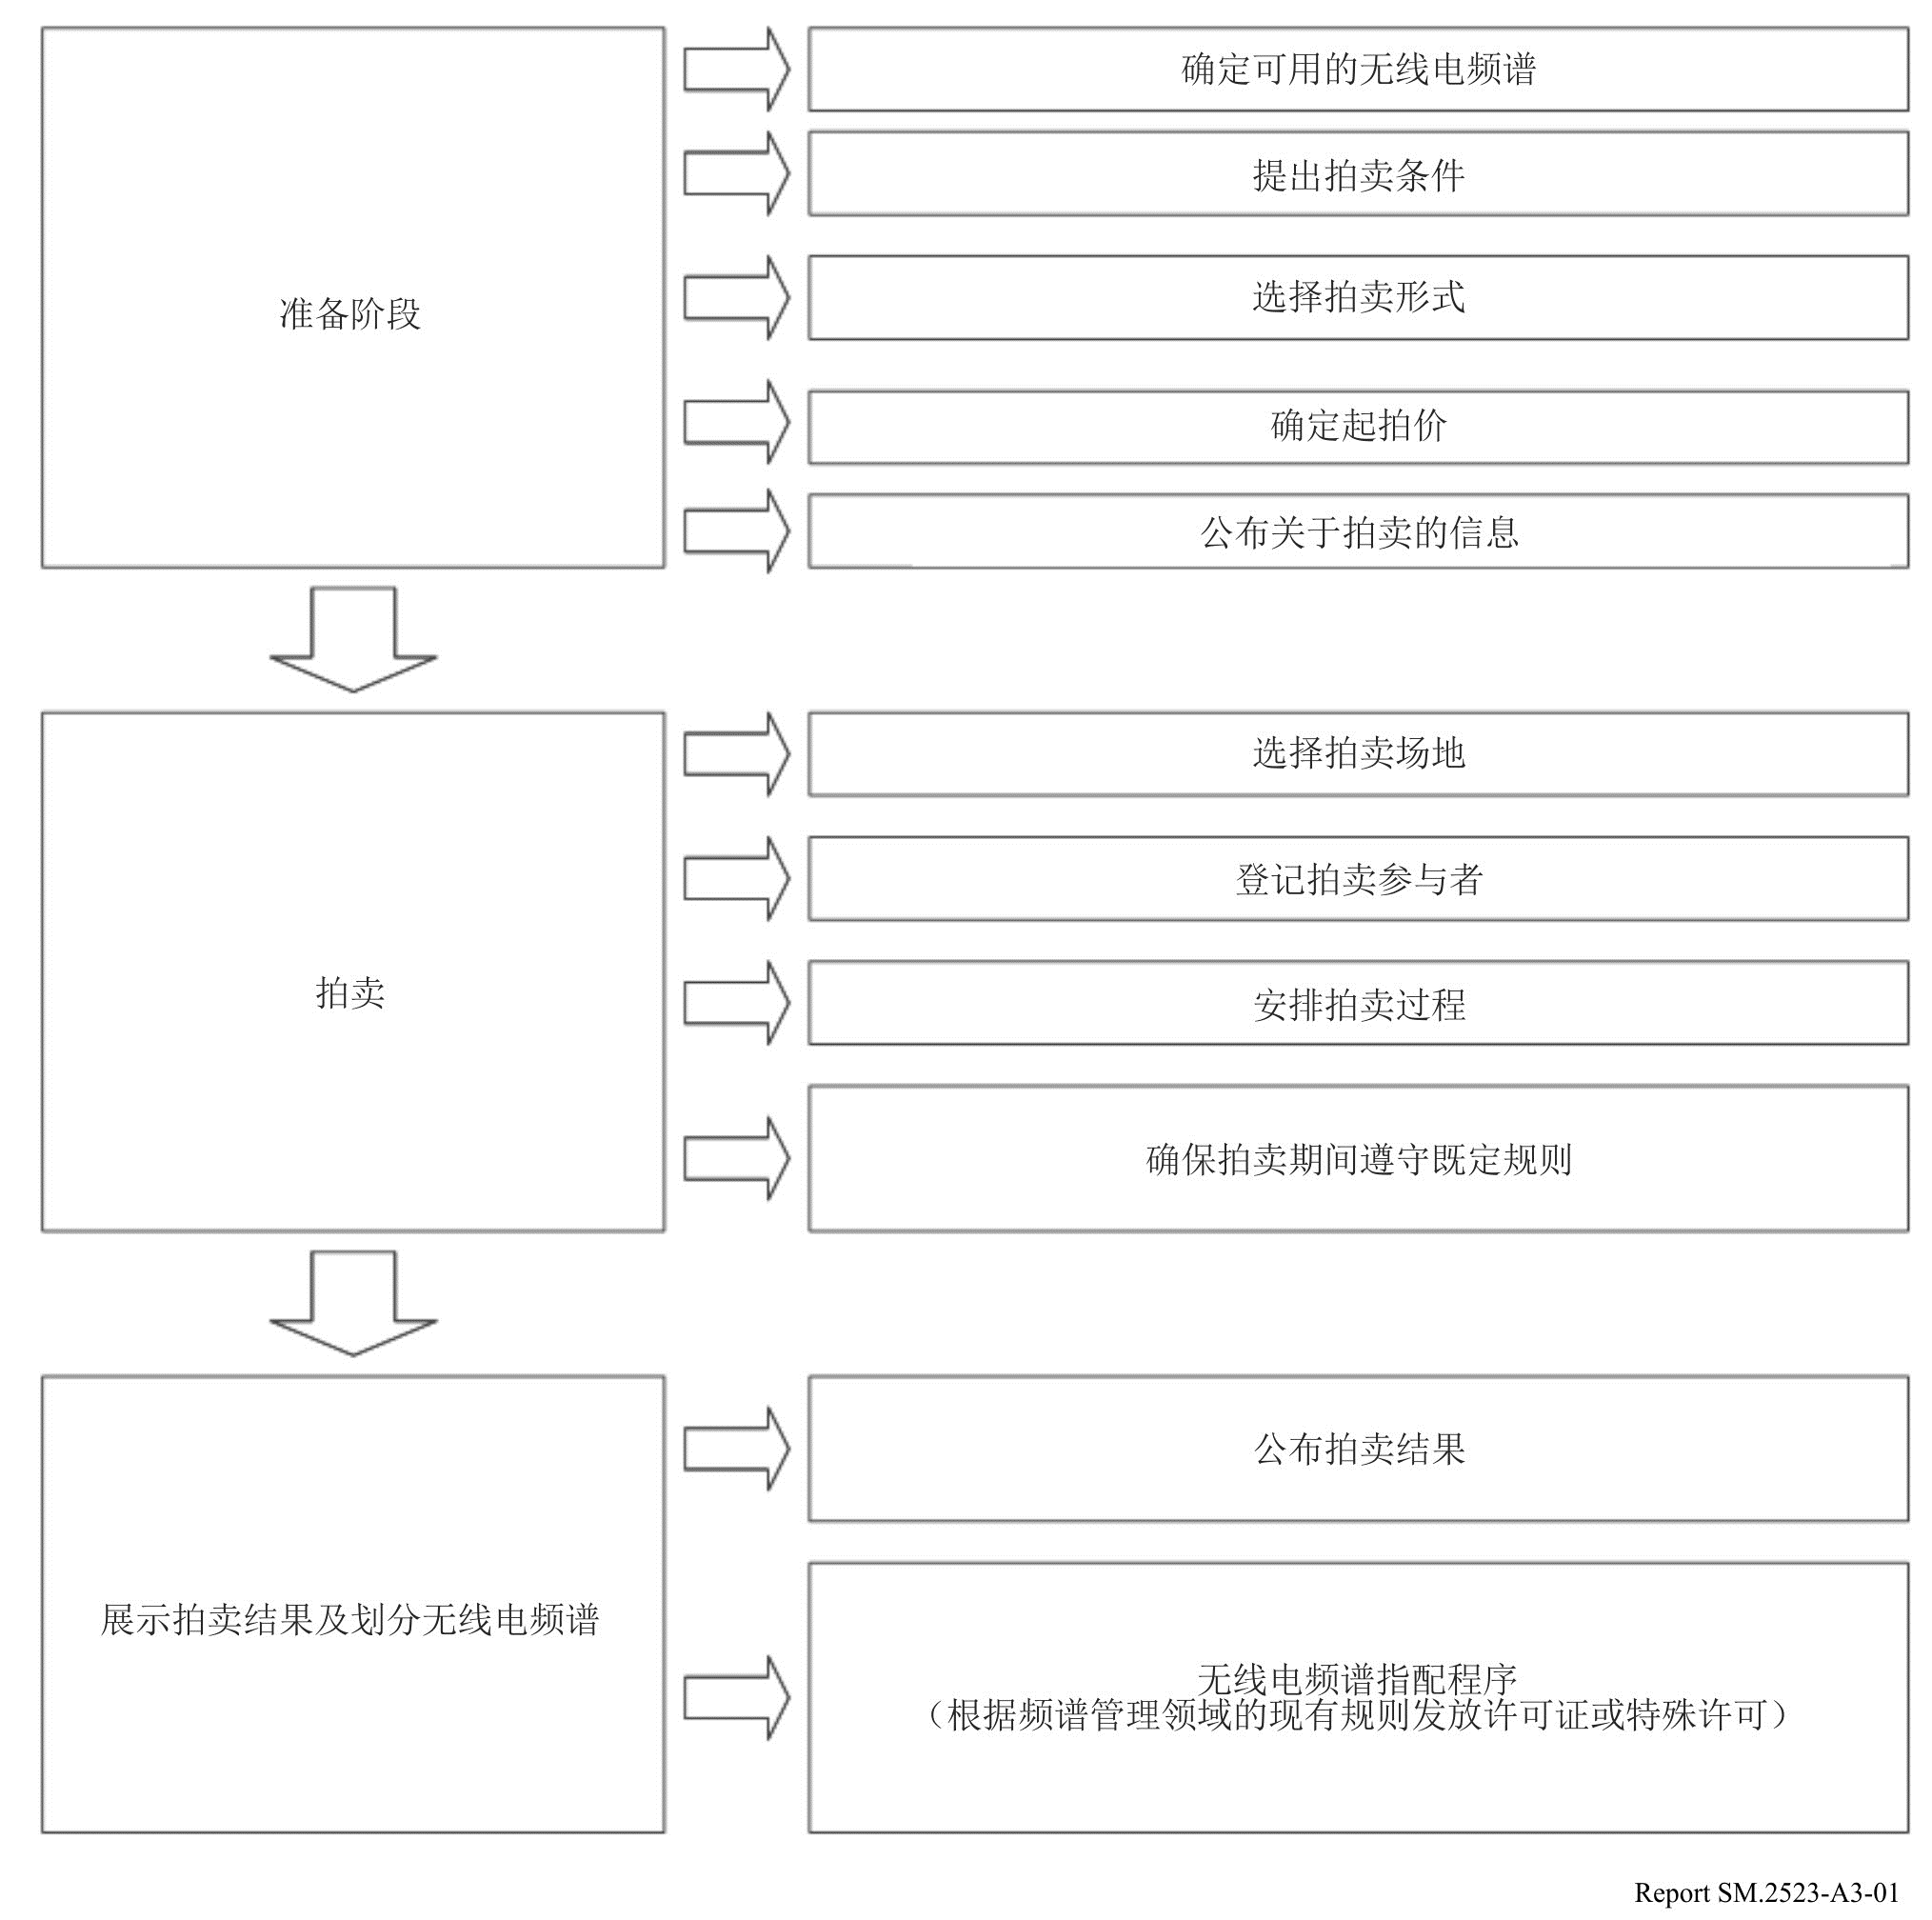 准备阶段
确定可用的无线电频谱
提出拍卖条件
选择拍卖形式
确定起拍价
公布关于拍卖的信息
拍卖
选择拍卖场地
登记拍卖参与者
安排拍卖过程
确保拍卖期间遵守既定规则
展示拍卖结果及划分无线电频谱
公布拍卖结果
无线电频谱指配程序
（根据频谱管理领域的现有规则发放许可证或特殊许可）
Report SM.2523-A3-01